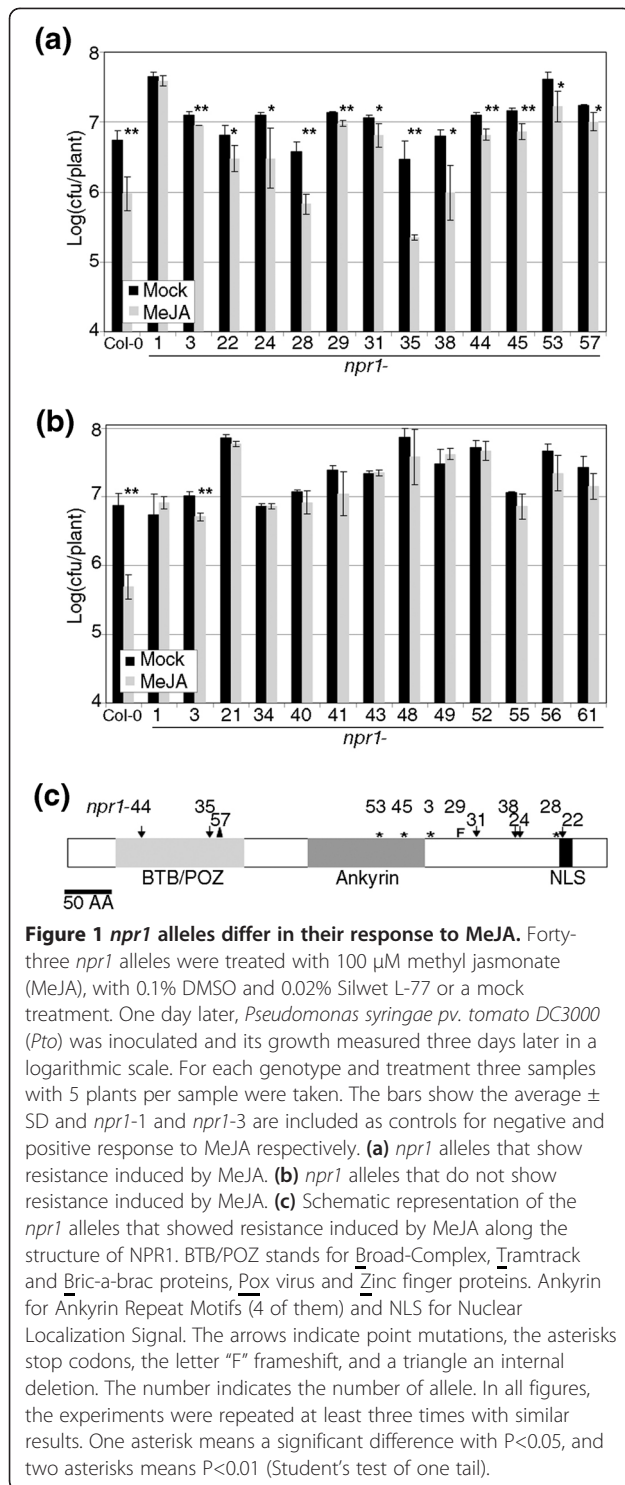 (a)
8
7
6
5
4
Log(cfu/plant)
** ** * * ** ** * ** * ** ** * *
Mock
MeJA
Col-0 1 3 22 24 28 29 31 35 38 44 45 53 57
npr1-
(b)
8
7
6
5
4
Log(cfu/plant)
** **
Mock
MeJA
Col-0 1 3 21 34 40 41 43 48 49 52 55 56 61
npr1-
(c)
npr1-44 35 53 45 3 29 38 28
57 31 24 22
* * * F *
BTB/POZ Ankyrin NLS
50 AA
Figure 1 npr1 alleles differ in their response to MeJA. Forty-
three npr1 alleles were treated with 100 μM methyl jasmonate
(MeJA), with 0.1% DMSO and 0.02% Silwet L-77 or a mock
treatment. One day later, Pseudomonas syringae pv. tomato DC3000
(Pto) was inoculated and its growth measured three days later in a
logarithmic scale. For each genotype and treatment three samples
with 5 plants per sample were taken. The bars show the average ±
SD and npr1-1 and npr1-3 are included as controls for negative and
positive response to MeJA respectively. (a) npr1 alleles that show
resistance induced by MeJA. (b) npr1 alleles that do not show
resistance induced by MeJA. (c) Schematic representation of the
npr1 alleles that showed resistance induced by MeJA along the
structure of NPR1. BTB/POZ stands for Broad-Complex, Tramtrack
and Bric-a-brac proteins, Pox virus and Zinc finger proteins. Ankyrin
for Ankyrin Repeat Motifs (4 of them) and NLS for Nuclear
Localization Signal. The arrows indicate point mutations, the asterisks
stop codons, the letter “F” frameshift, and a triangle an internal
deletion. The number indicates the number of allele. In all figures,
the experiments were repeated at least three times with similar
results. One asterisk means a significant difference with P<0.05, and
two asterisks means P<0.01 (Student’s test of one tail).